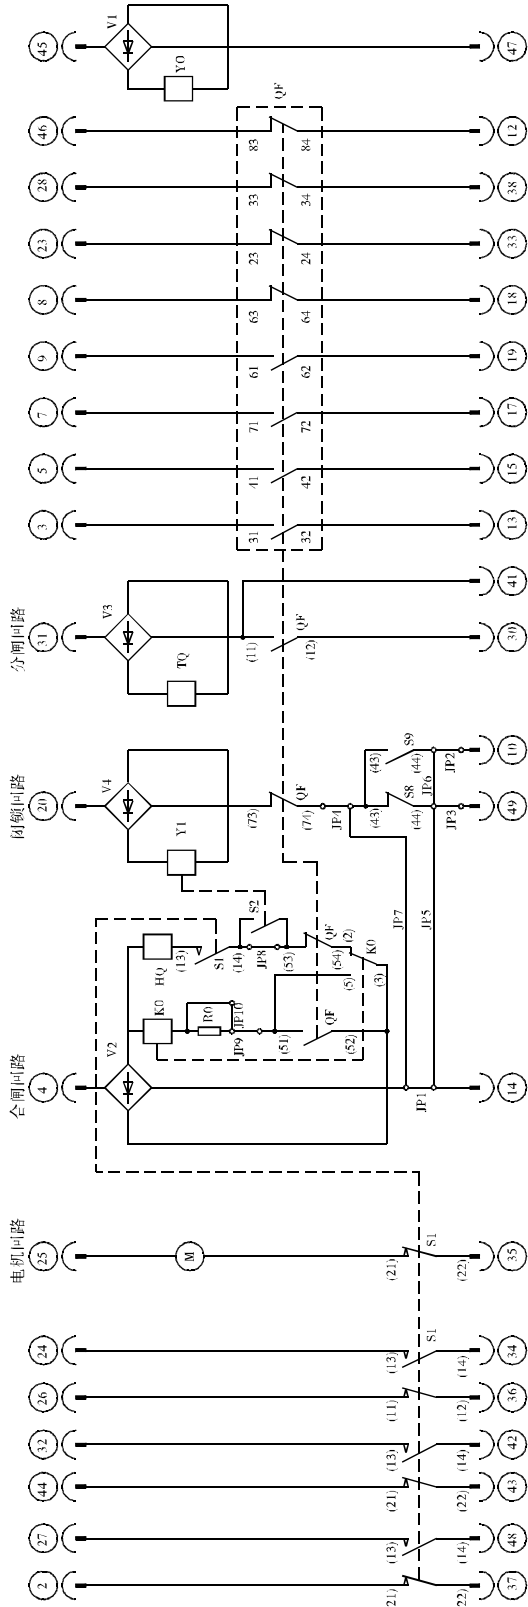 电机回路 合闸回路 闭锁回路 分闸回路
2 27 44 32 26 24 25 4 20 31 3 5 7 9 8 23 28 46 45
V2 V4 V3 V1
K0 HQ
M Y1 TQ Y0
(13)
R0 S1
JP9 JP10 (14) S2
JP8
31 41 71 61 63 23 33 83
(73) (11)
(51) (53)
QF
32 42 72 62 64 24 34 84
QF QF QF QF
(52) (54) (74) (12)
(5) (2)
JP4
K0
(3)
(43) (43)
(21) (13) (21) (13) (11) (13) (21)
JP7
S8 S9
JP1 JP5 (44) (44)
JP6
S1 S1
JP3 JP2
(22) (14) (22) (14) (12) (14) (22)
37 48 43 42 36 34 35 14 49 10 30 41 13 15 17 19 18 33 38 12 47